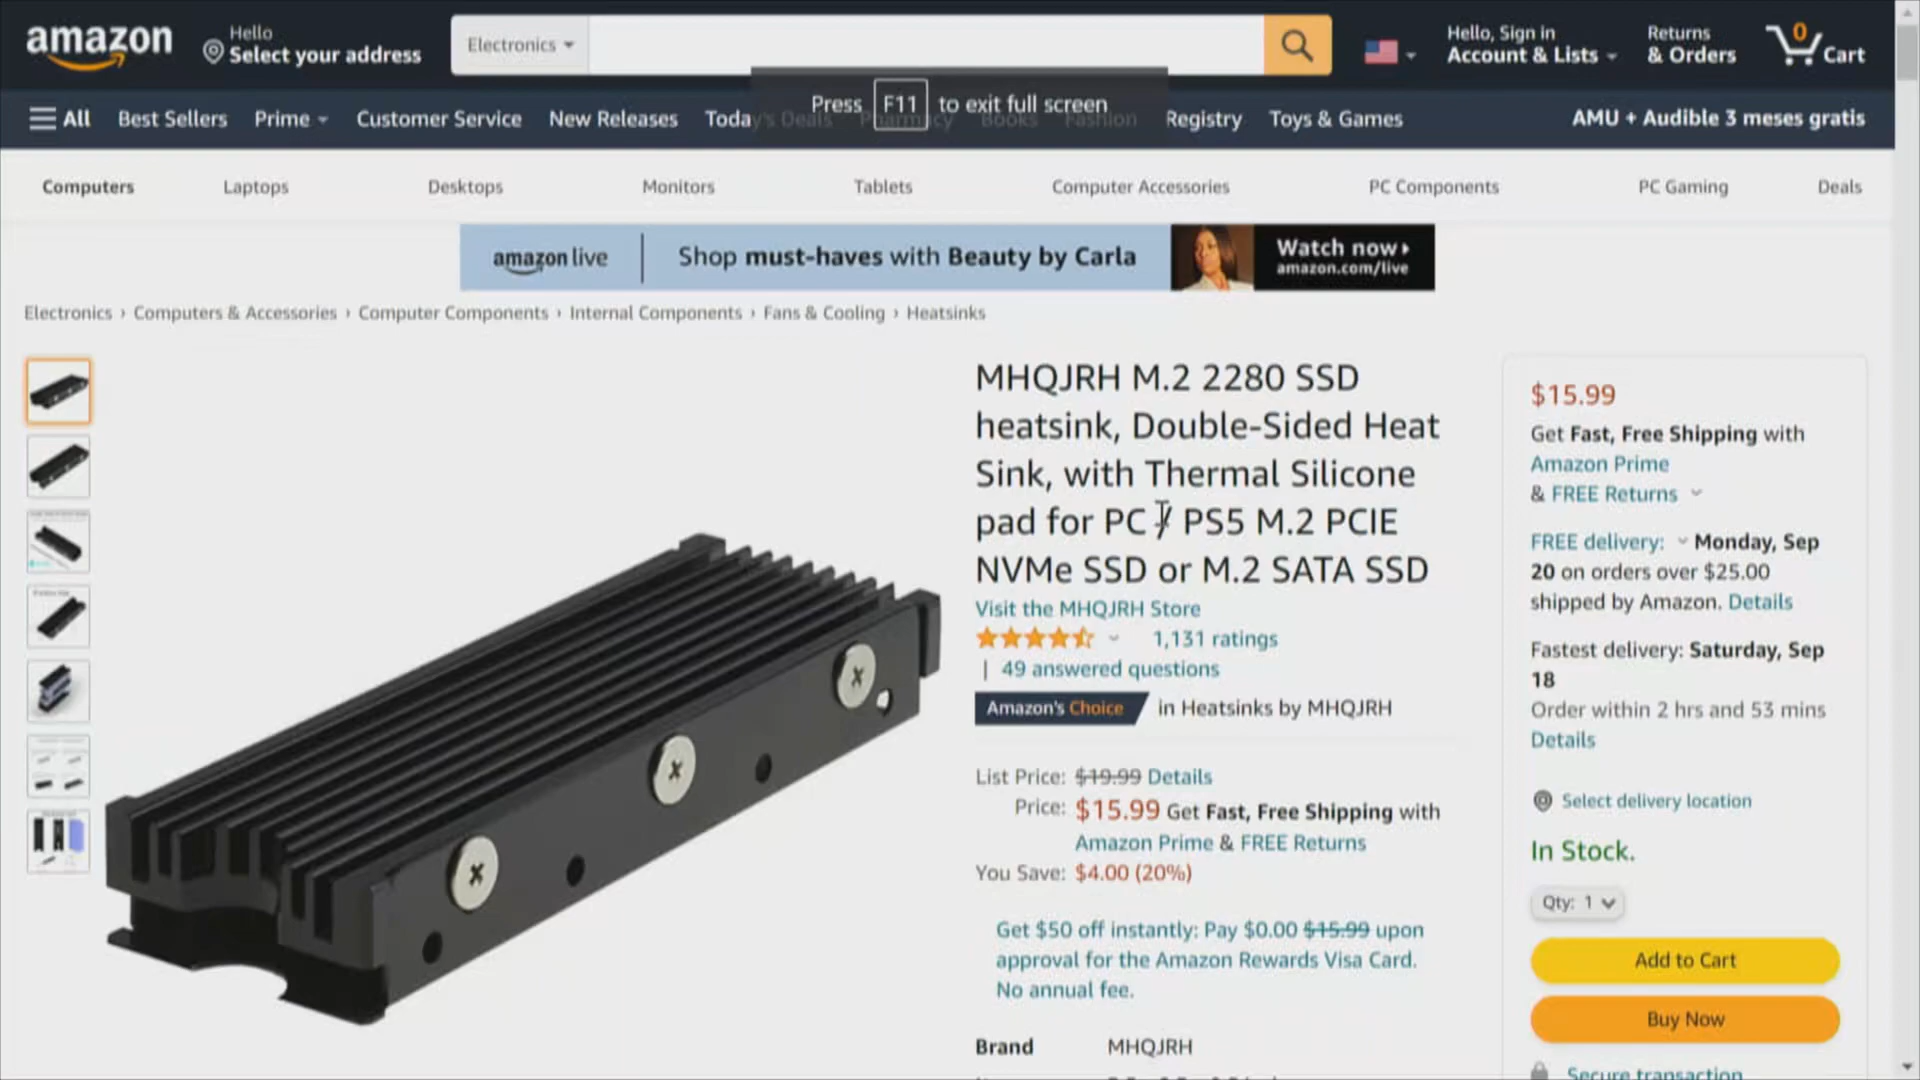 amazon
Hello
Select your address
Electronics
Hello, Sign in
Account & Lists
Returns
& Orders
0
Cart
Press F11 to exit full screen
All
Best Sellers
Prime
Customer Service
New Releases
Today's Deals
Pharmacy
Books
Fashion
Registry
Toys & Games
AMU + Audible 3 meses gratis
Computers
Laptops
Desktops
Monitors
Tablets
Computer Accessories
PC Components
PC Gaming
Deals
amazon live
Shop must-haves with Beauty by Carla
Watch now
amazon.com/live
Electronics › Computers & Accessories › Computer Components › Internal Components › Fans & Cooling › Heatsinks
MHQJRH M.2 2280 SSD
heatsink, Double-Sided Heat
Sink, with Thermal Silicone
pad for PC / PS5 M.2 PCIE
NVMe SSD or M.2 SATA SSD
Visit the MHQJRH Store
1,131 ratings
| 49 answered questions
Amazon's Choice in Heatsinks by MHQJRH
List Price: $19.99 Details
Price: $15.99 Get Fast, Free Shipping with
Amazon Prime & FREE Returns
You Save: $4.00 (20%)
Get $50 off instantly: Pay $0.00 $15.99 upon
approval for the Amazon Rewards Visa Card.
No annual fee.
Brand MHQJRH
$15.99
Get Fast, Free Shipping with
Amazon Prime
& FREE Returns
FREE delivery: Monday, Sep
20 on orders over $25.00
shipped by Amazon. Details
Fastest delivery: Saturday, Sep
18
Order within 2 hrs and 53 mins
Details
Select delivery location
In Stock.
Qty: 1
Add to Cart
Buy Now
Secure transaction